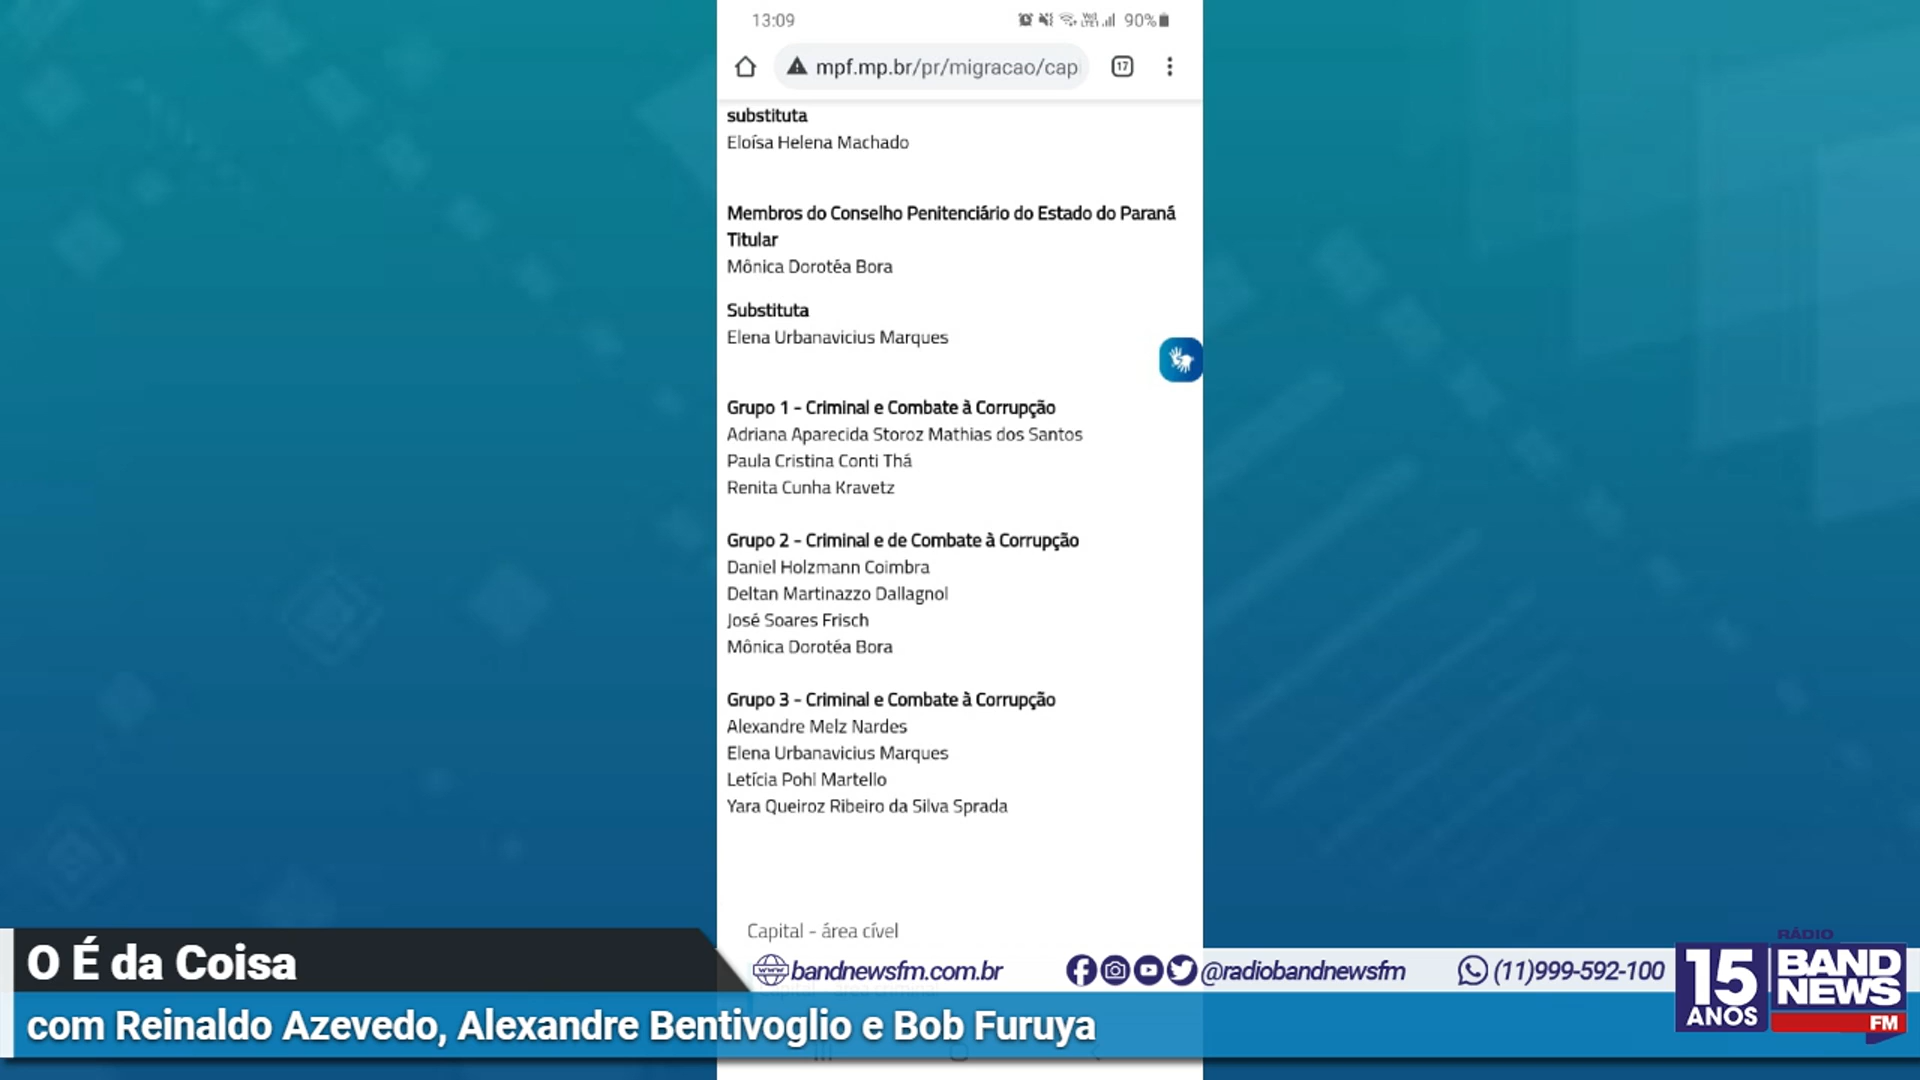 13:09
90%
mpf.mp.br/pr/migracao/cap
17
substituta
Eloísa Helena Machado
Membros do Conselho Penitenciário do Estado do Paraná
Titular
Mônica Dorotéa Bora
Substituta
Elena Urbanavicius Marques
Grupo 1 - Criminal e Combate à Corrupção
Adriana Aparecida Storoz Mathias dos Santos
Paula Cristina Conti Thá
Renita Cunha Kravetz
Grupo 2 - Criminal e de Combate à Corrupção
Daniel Holzmann Coimbra
Deltan Martinazzo Dallagnol
José Soares Frisch
Mônica Dorotéa Bora
Grupo 3 - Criminal e Combate à Corrupção
Alexandre Melz Nardes
Elena Urbanavicius Marques
Letícia Pohl Martello
Yara Queiroz Ribeiro da Silva Sprada
Capital - área cível
O É da Coisa
www bandnewsfm.com.br
@radiobandnewsfm
(11)999-592-100
com Reinaldo Azevedo, Alexandre Bentivoglio e Bob Furuya
15
ANOS
RÁDIO
BAND
NEWS
FM